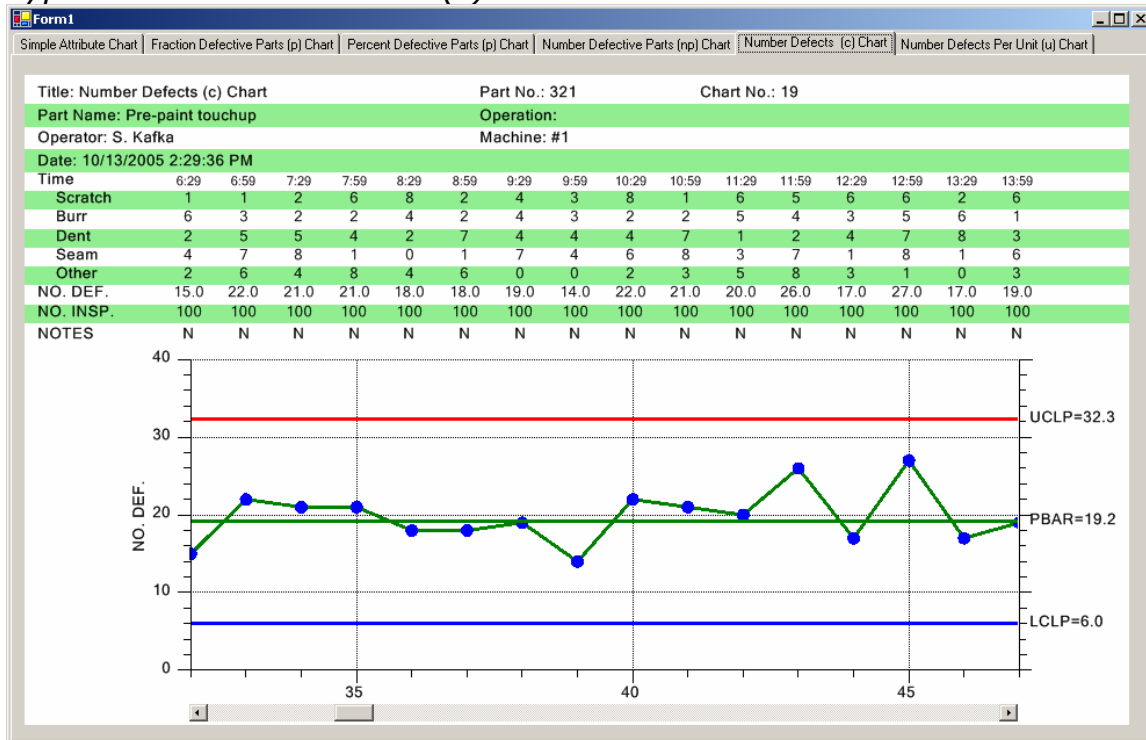 Form1
Simple Attribute Chart Fraction Defective Parts (p) Chart Percent Defective Parts (p) Chart Number Defective Parts (np) Chart Number Defects (c) Chart Number Defects Per Unit (u) Chart
Title: Number Defects (c) Chart Part No.: 321 Chart No.: 19
Part Name: Pre-paint touchup Operation:
Operator: S. Kafka Machine: #1
Date: 10/13/2005 2:29:36 PM
Time 6:29 6:59 7:29 7:59 8:29 8:59 9:29 9:59 10:29 10:59 11:29 11:59 12:29 12:59 13:29 13:59
Scratch 1 1 2 6 8 2 4 3 8 1 6 5 6 6 2 6
Burr 6 3 2 2 4 2 4 3 2 2 5 4 3 5 6 1
Dent 2 5 5 4 2 7 4 4 4 7 1 2 4 7 8 3
Seam 4 7 8 1 0 1 7 4 6 8 3 7 1 8 1 6
Other 2 6 4 8 4 6 0 0 2 3 5 8 3 1 0 3
NO. DEF. 15.0 22.0 21.0 21.0 18.0 18.0 19.0 14.0 22.0 21.0 20.0 26.0 17.0 27.0 17.0 19.0
NO. INSP. 100 100 100 100 100 100 100 100 100 100 100 100 100 100 100 100
NOTES N N N N N N N N N N N N N N N N
40
UCLP=32.3
30
NO. DEF.
20
PBAR=19.2
10
LCLP=6.0
0
35 40 45